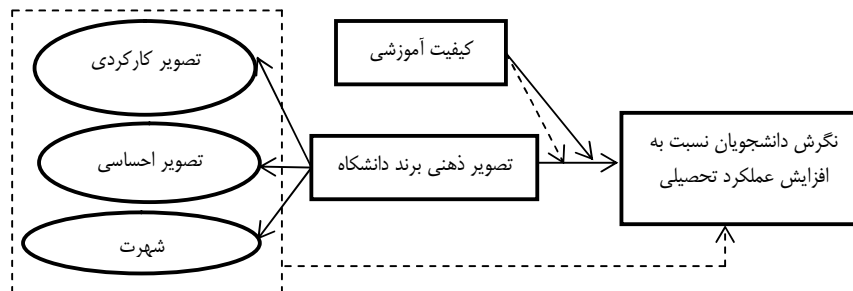 تصویر کارکردی
کیفیت آموزشی
تصویر احساسی
تصویر ذهنی برند دانشگاه
نگرش دانشجویان نسبت به
افزایش عملکرد تحصیلی
شهرت